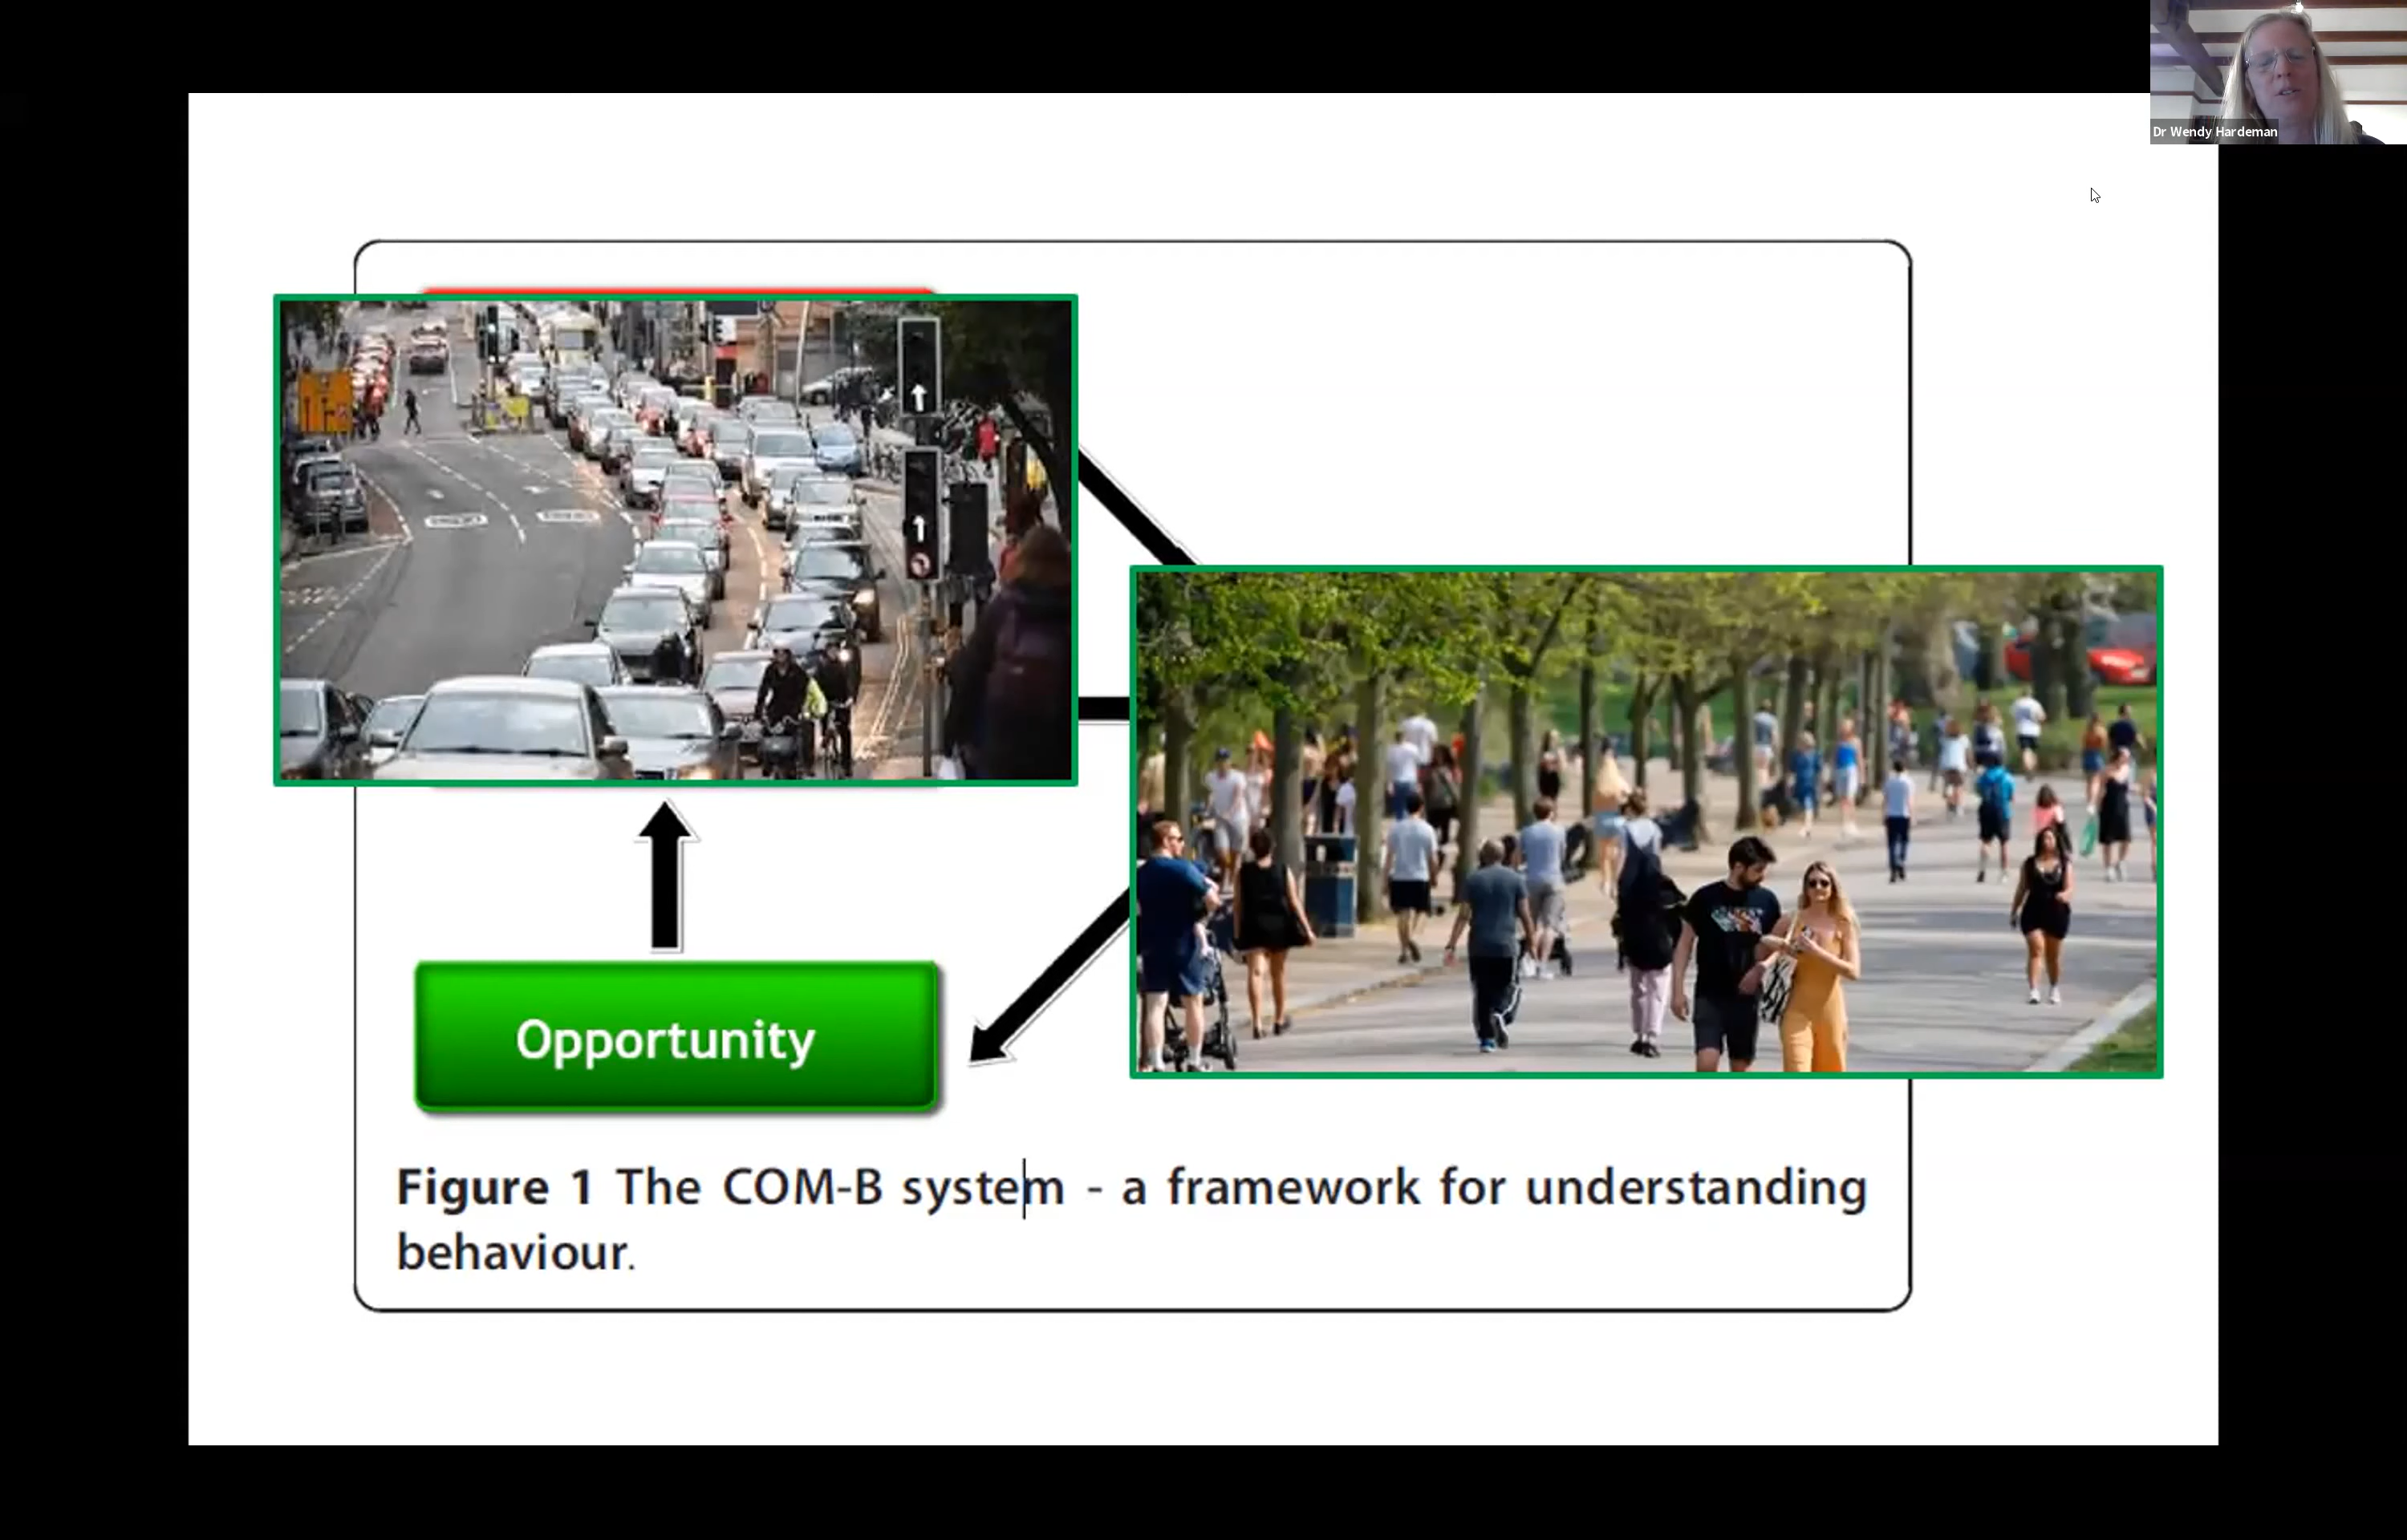 Dr Wendy Hardeman
Opportunity
Figure 1 The COM-B system - a framework for understanding
behaviour.